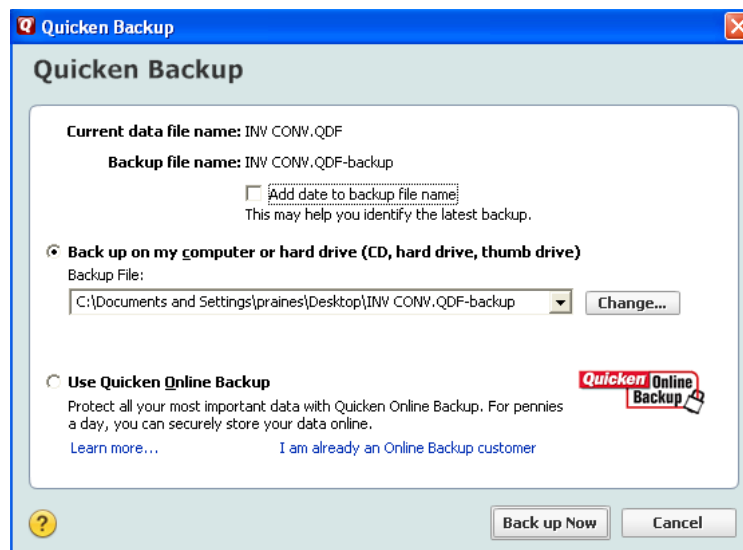 Quicken Backup
Quicken Backup
Current data file name: INV CONV.QDF
Backup file name: INV CONV.QDF-backup
Add date to backup file name
This may help you identify the latest backup.
Back up on my computer or hard drive (CD, hard drive, thumb drive)
Backup File:
C:\Documents and Settings\praines\Desktop\INV CONV.QDF-backup
Change...
Use Quicken Online Backup
Quicken Online
Backup
Protect all your most important data with Quicken Online Backup. For pennies
a day, you can securely store your data online.
Learn more...
I am already an Online Backup customer
?
Back up Now
Cancel